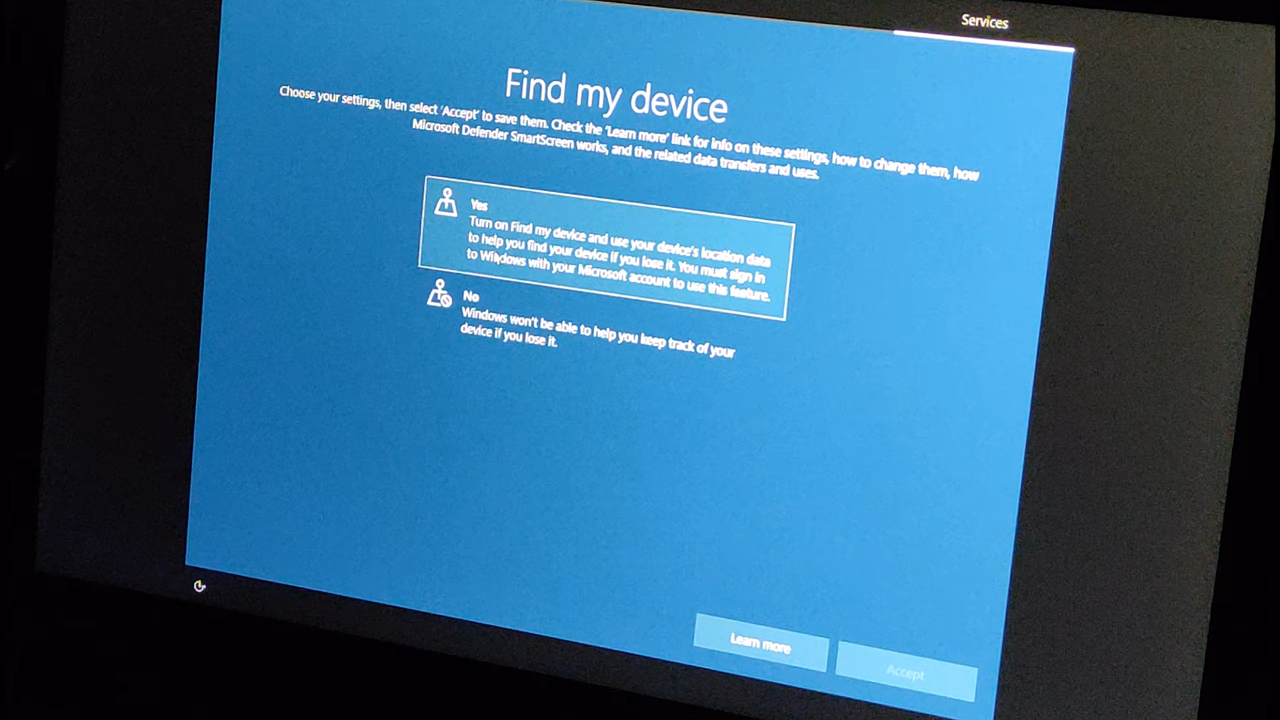 Services
Find my device
Choose your settings, then select 'Accept' to save them. Check the 'Learn more' link for info on these settings, how to change them, how
Microsoft Defender SmartScreen works, and the related data transfers and uses.
Yes
Turn on Find my device and use your device's location data
to help you find your device if you lose it. You must sign in
to Windows with your Microsoft account to use this feature.
No
Windows won't be able to help you keep track of your
device if you lose it.
Learn more
Accept